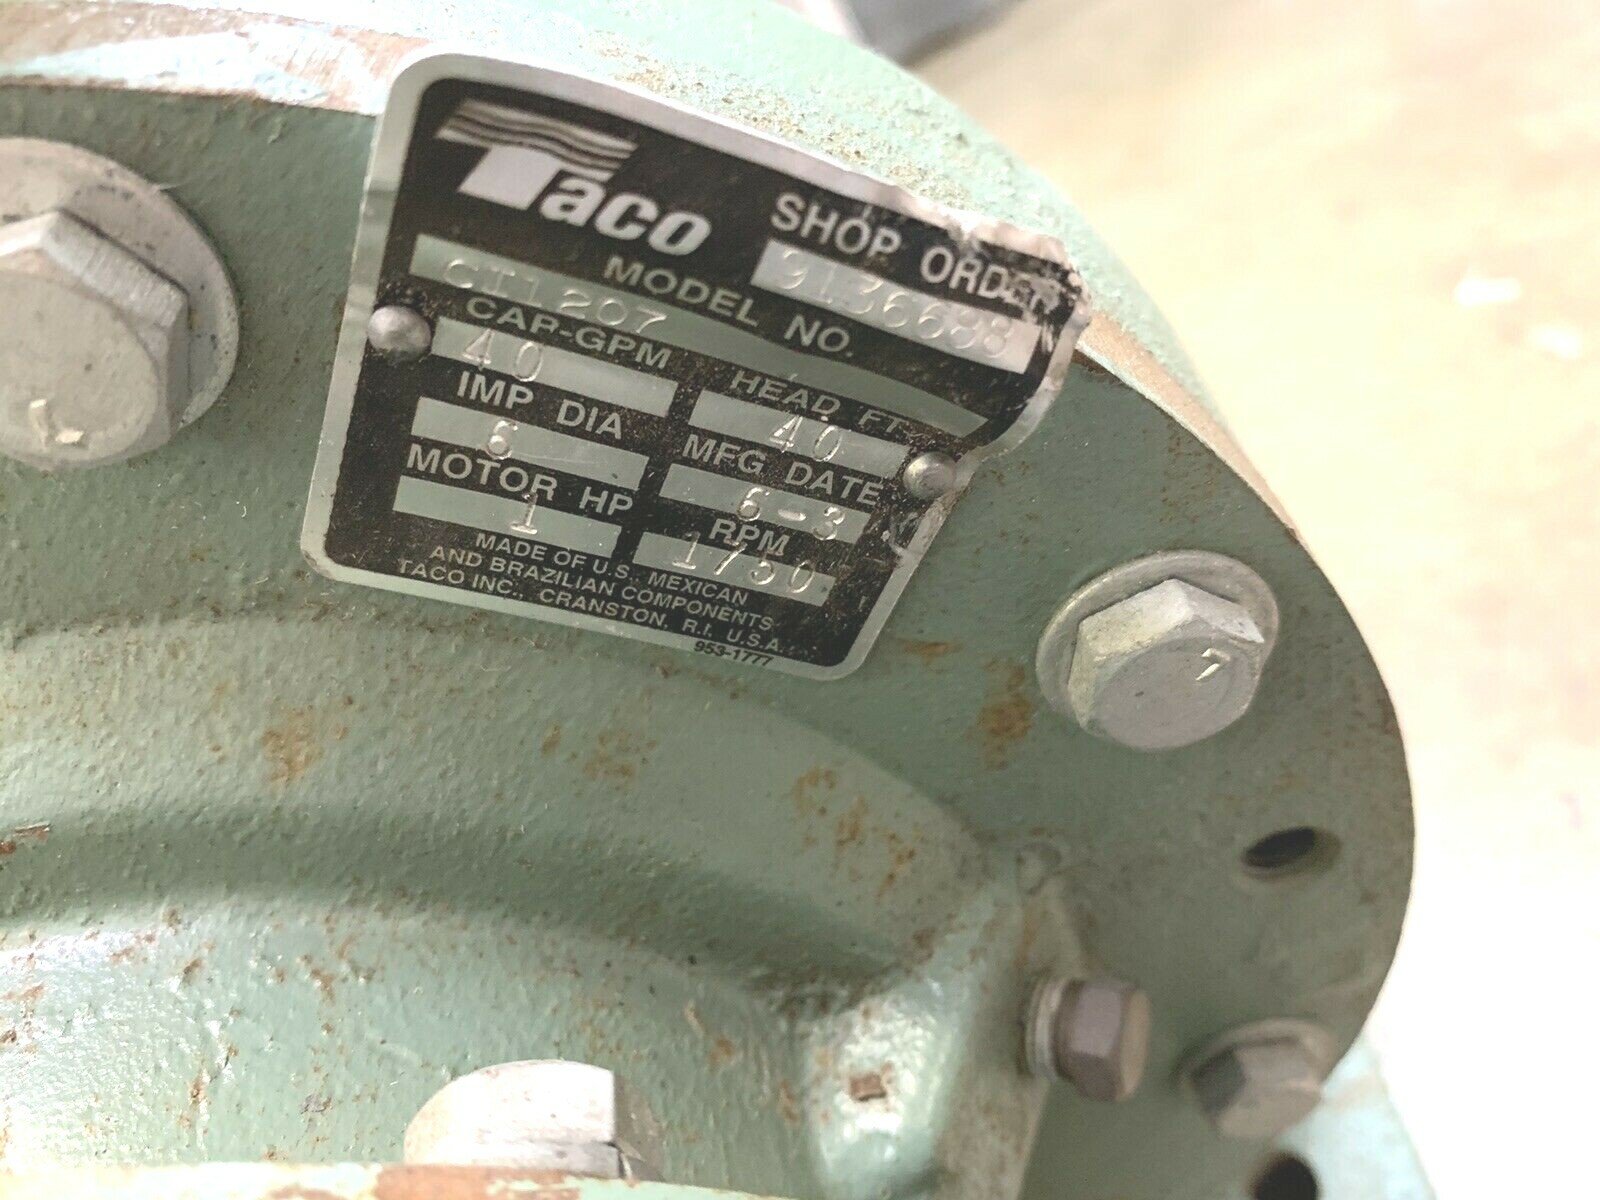 Taco
SHOP ORDER
9136688
MODEL NO.
CI1207
CAP-GPM
40
HEAD FT.
40
IMP DIA
6
MFG DATE
6-3
MOTOR HP
1
RPM
1750
MADE OF U.S., MEXICAN
AND BRAZILIAN COMPONENTS
TACO INC., CRANSTON, R.I. U.S.A.
953-1777
7